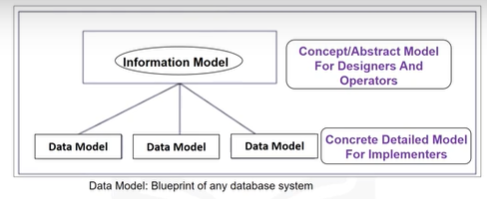 Information Model
Concept/Abstract Model
For Designers And
Operators
Data Model
Data Model
Data Model
Concrete Detailed Model
For Implementers
Data Model: Blueprint of any database system